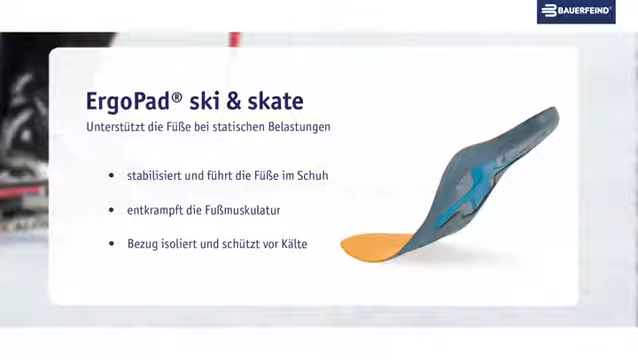 BAUERFEIND®
ErgoPad® ski & skate
Unterstützt die Füße bei statischen Belastungen
• stabilisiert und führt die Füße im Schuh
• entkrampft die Fußmuskulatur
• Bezug isoliert und schützt vor Kälte